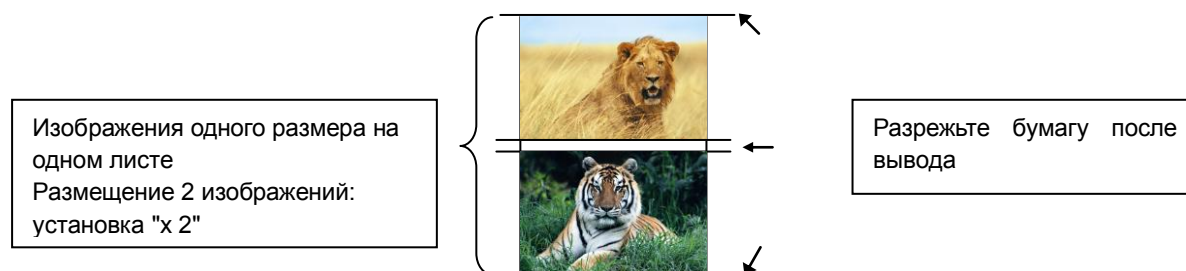 Изображения одного размера на
одном листе
Размещение 2 изображений:
установка "x 2"
Разрежьте бумагу после
вывода